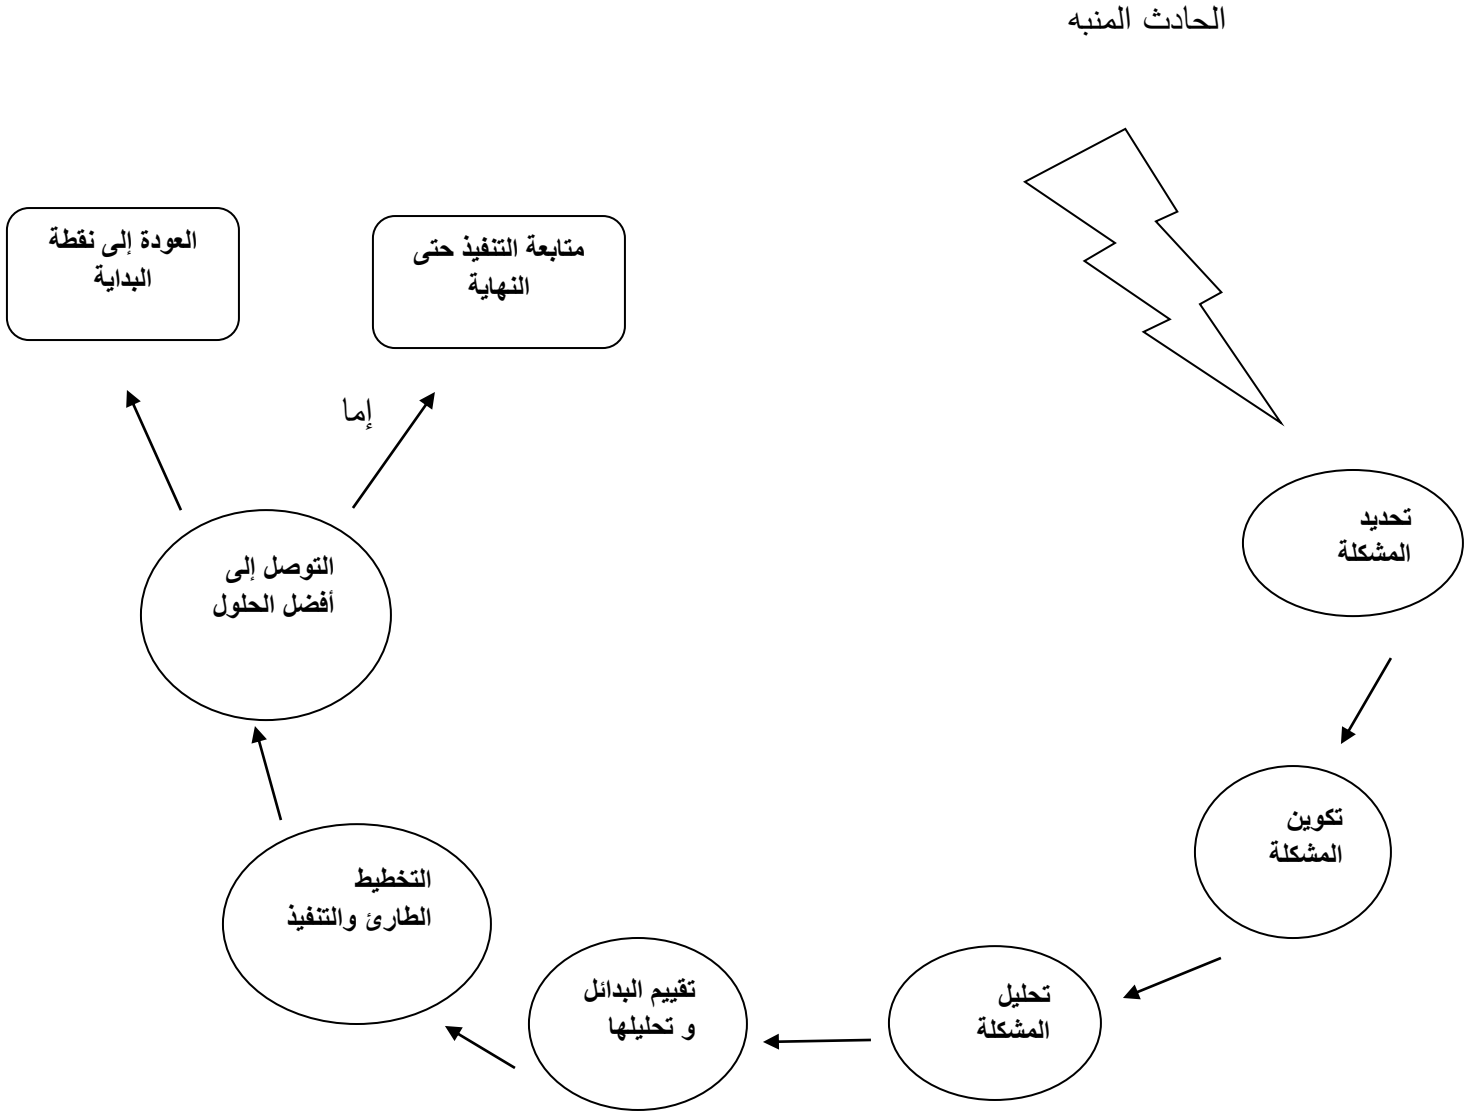 الحادث المنبه
تحديد
المشكلة
تكوين
المشكلة
تحليل
المشكلة
تقييم البدائل
و تحليلها
التخطيط
الطارئ والتنفيذ
التوصل إلى
أفضل الحلول
إما
متابعة التنفيذ حتى
النهاية
العودة إلى نقطة
البداية